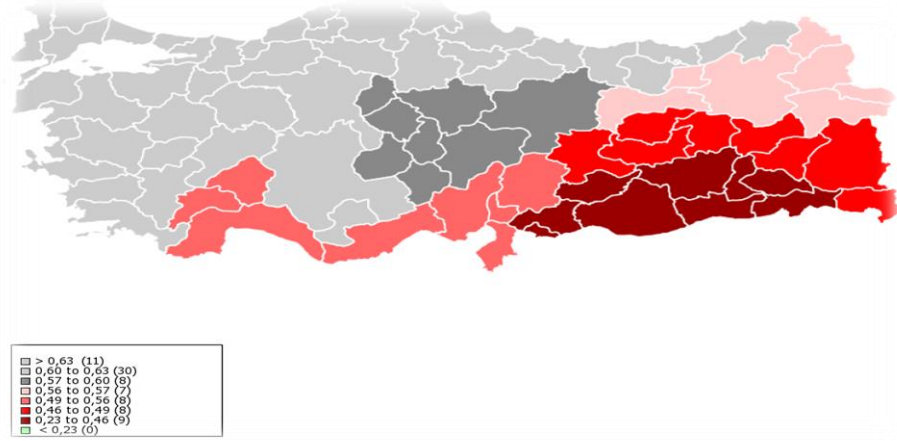 > 0,63 (11)
0,60 to 0,63 (30)
0,57 to 0,60 (8)
0,56 to 0,57 (7)
0,49 to 0,56 (8)
0,46 to 0,49 (8)
0,23 to 0,46 (9)
< 0,23 (0)